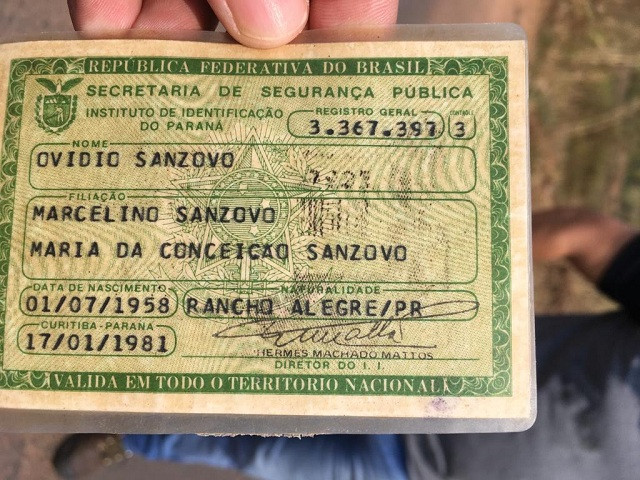 REPÚBLICA FEDERATIVA DO BRASIL
SECRETARIA DE SEGURANÇA PÚBLICA
INSTITUTO DE IDENTIFICAÇÃO
DO PARANÁ
REGISTRO GERAL
3.367.397 3
NOME
OVIDIO SANZOVO
FILIAÇÃO
MARCELINO SANZOVO
MARIA DA CONCEICAO SANZOVO
DATA DE NASCIMENTO NATURALIDADE
01/07/1958 RANCHO ALEGRE/PR
CURITIBA-PARANÁ
17/01/1981
HERMES MACHADO MATTOS
DIRETOR DO I. I.
VALIDA EM TODO O TERRITORIO NACIONAL